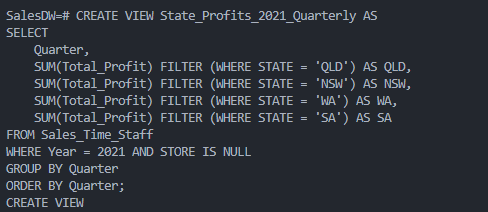 SalesDW=# CREATE VIEW State_Profits_2021_Quarterly AS
SELECT
    Quarter,
    SUM(Total_Profit) FILTER (WHERE STATE = 'QLD') AS QLD,
    SUM(Total_Profit) FILTER (WHERE STATE = 'NSW') AS NSW,
    SUM(Total_Profit) FILTER (WHERE STATE = 'WA') AS WA,
    SUM(Total_Profit) FILTER (WHERE STATE = 'SA') AS SA
FROM Sales_Time_Staff
WHERE Year = 2021 AND STORE IS NULL
GROUP BY Quarter
ORDER BY Quarter;
CREATE VIEW